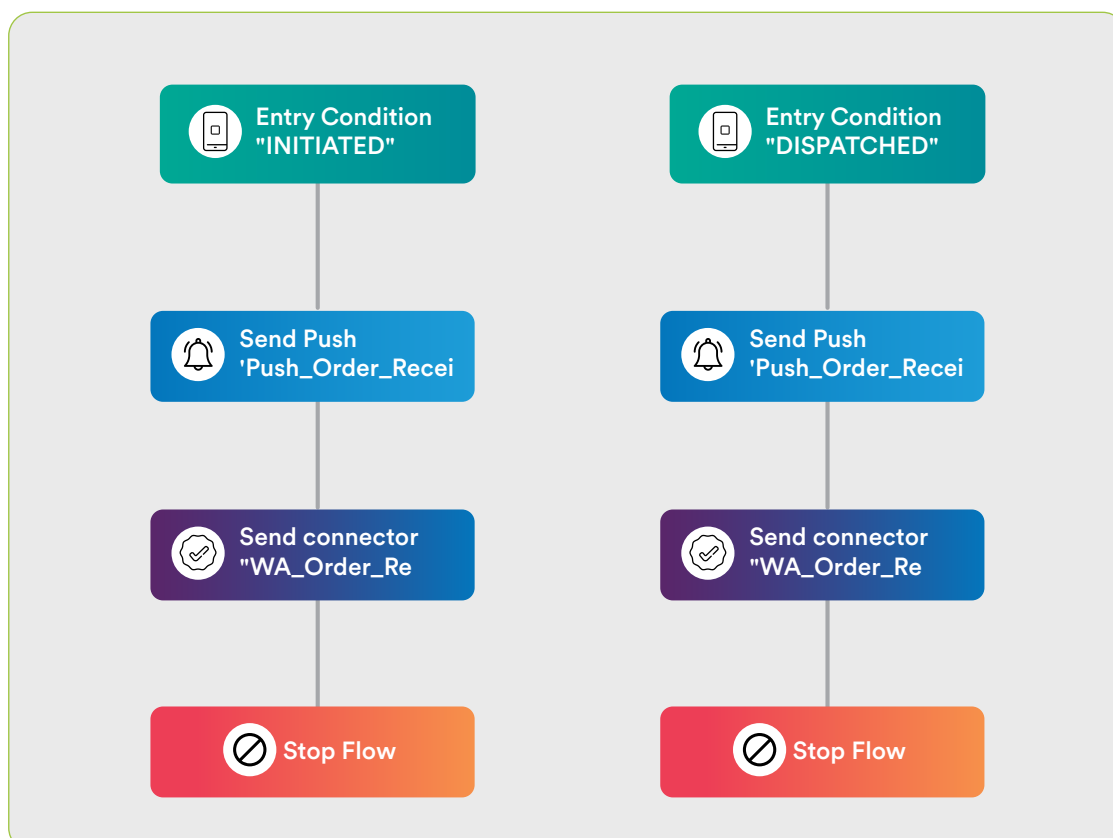 Entry Condition
"INITIATED"
Send Push
'Push_Order_Recei
Send connector
"WA_Order_Re
Stop Flow
Entry Condition
"DISPATCHED"
Send Push
'Push_Order_Recei
Send connector
"WA_Order_Re
Stop Flow